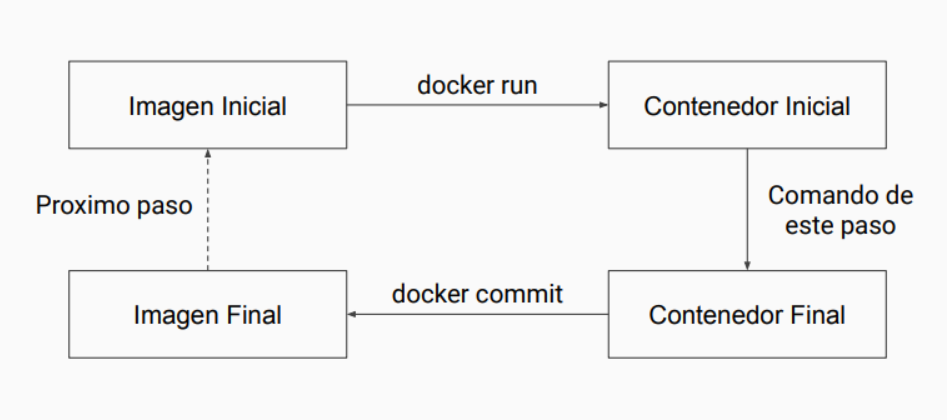 docker run
Imagen Inicial
Contenedor Inicial
Proximo paso
Comando de
este paso
docker commit
Imagen Final
Contenedor Final